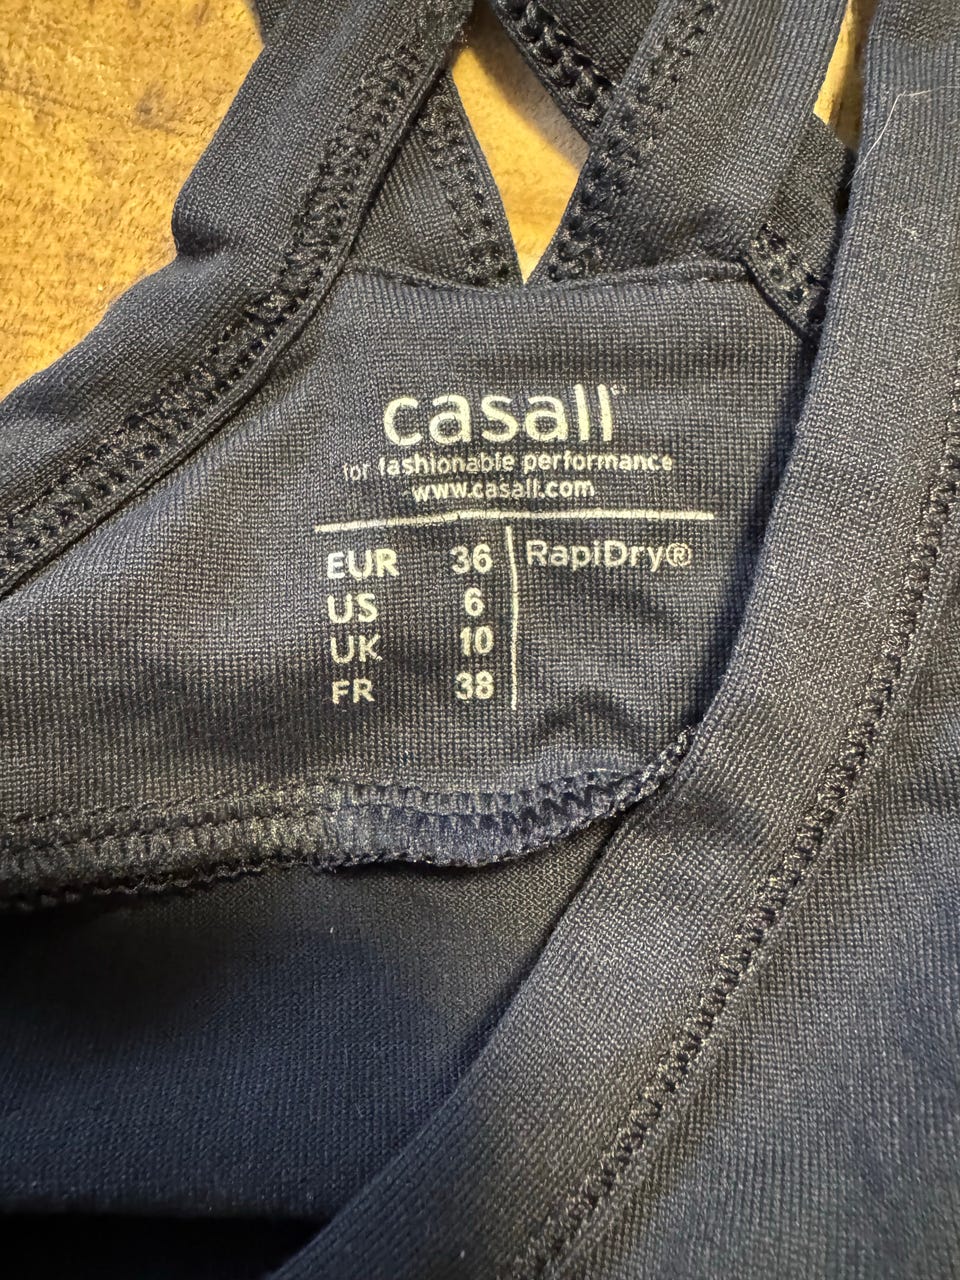 casall
for fashionable performance
www.casall.com
EUR 36 RapiDry®
US 6
UK 10
FR 38